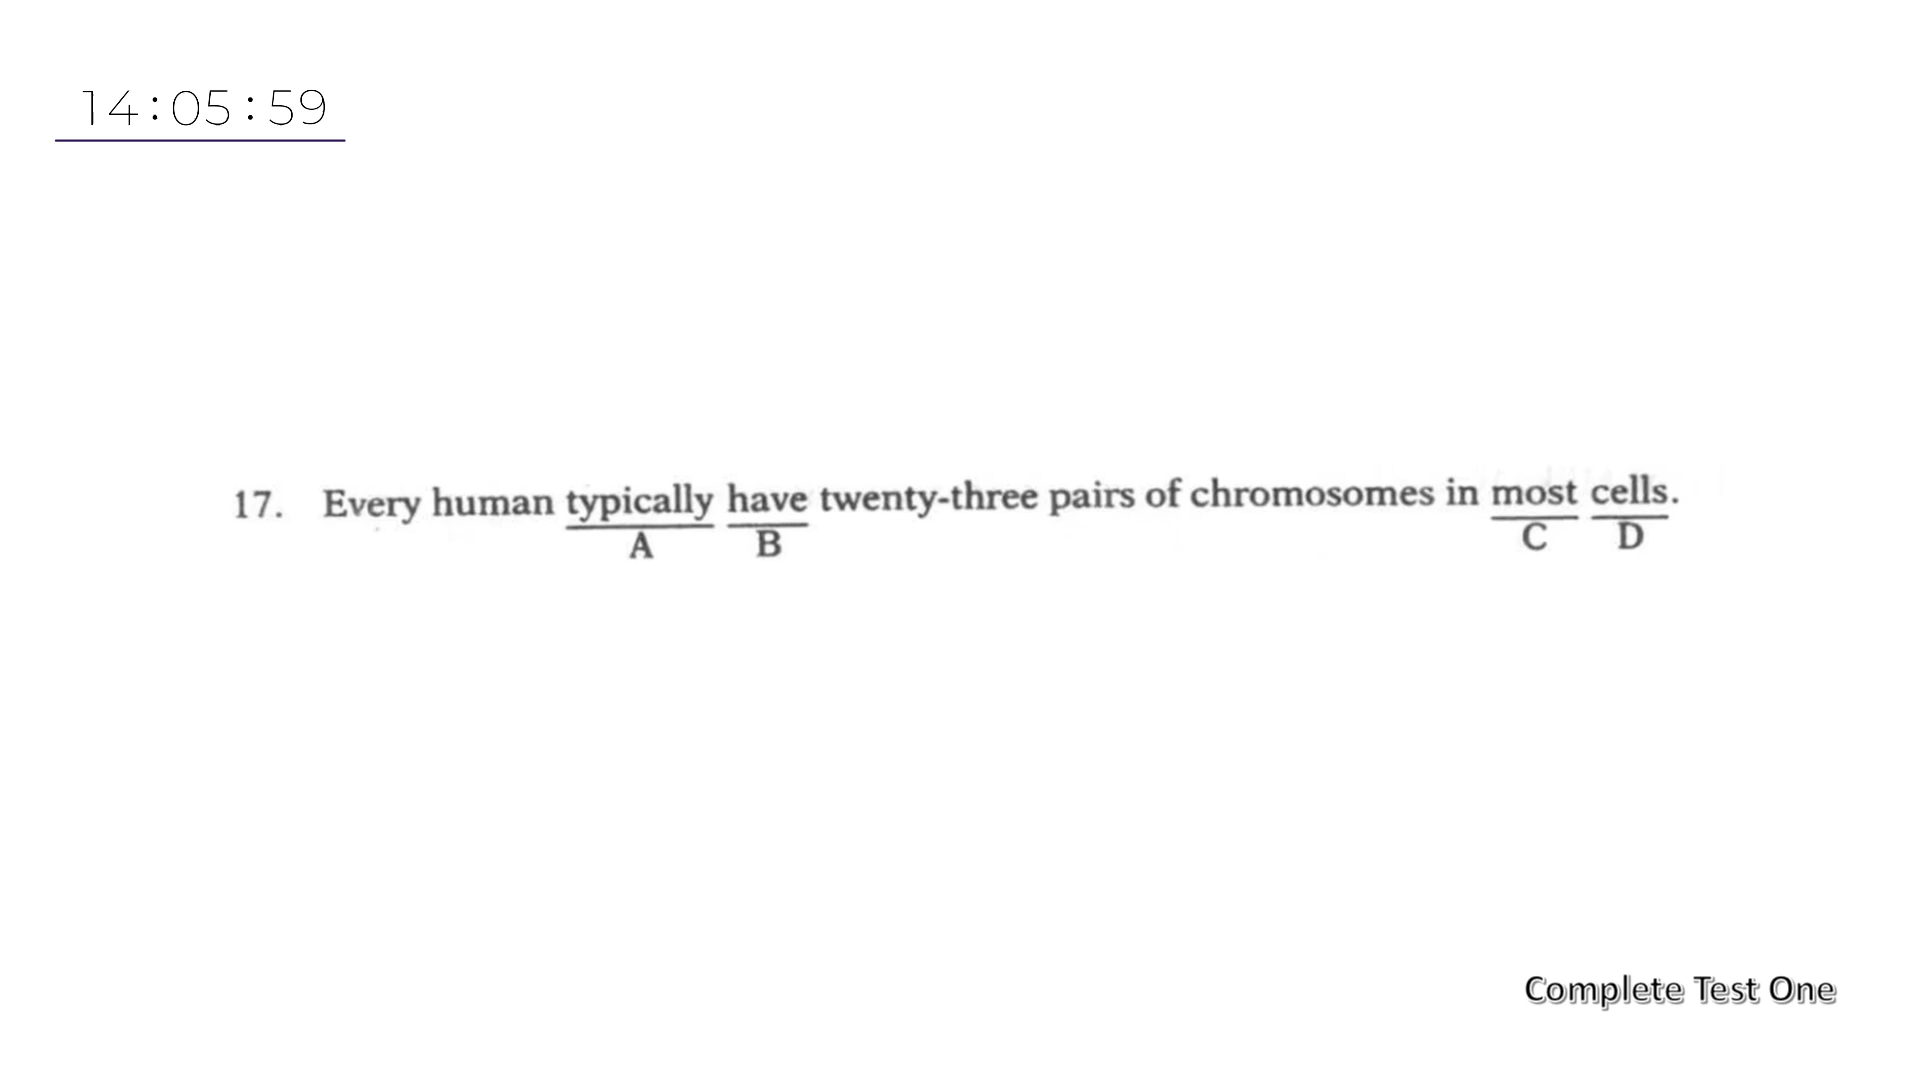 14:05:59
17. Every human typically have twenty-three pairs of chromosomes in most cells.
A B C D
Complete Test One